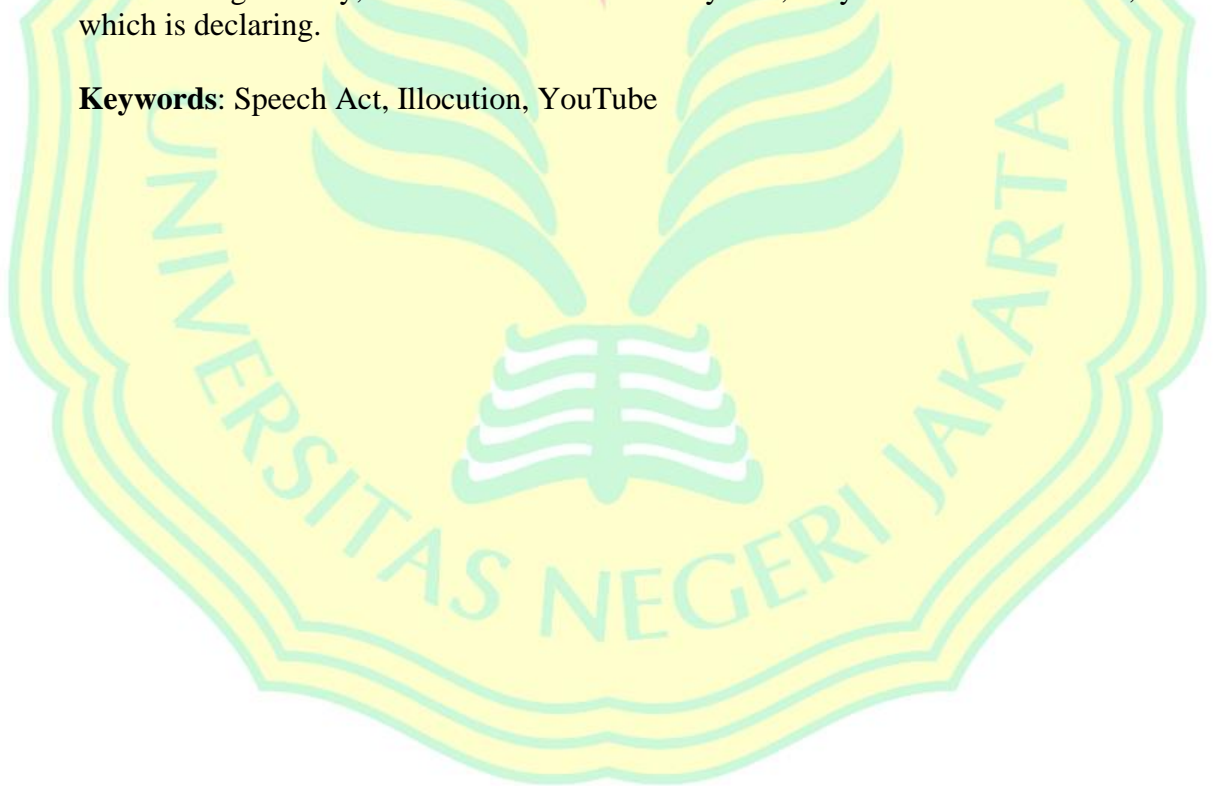 which is declaring.
Keywords: Speech Act, Illocution, YouTube
UNIVERSITAS NEGERI JAKARTA